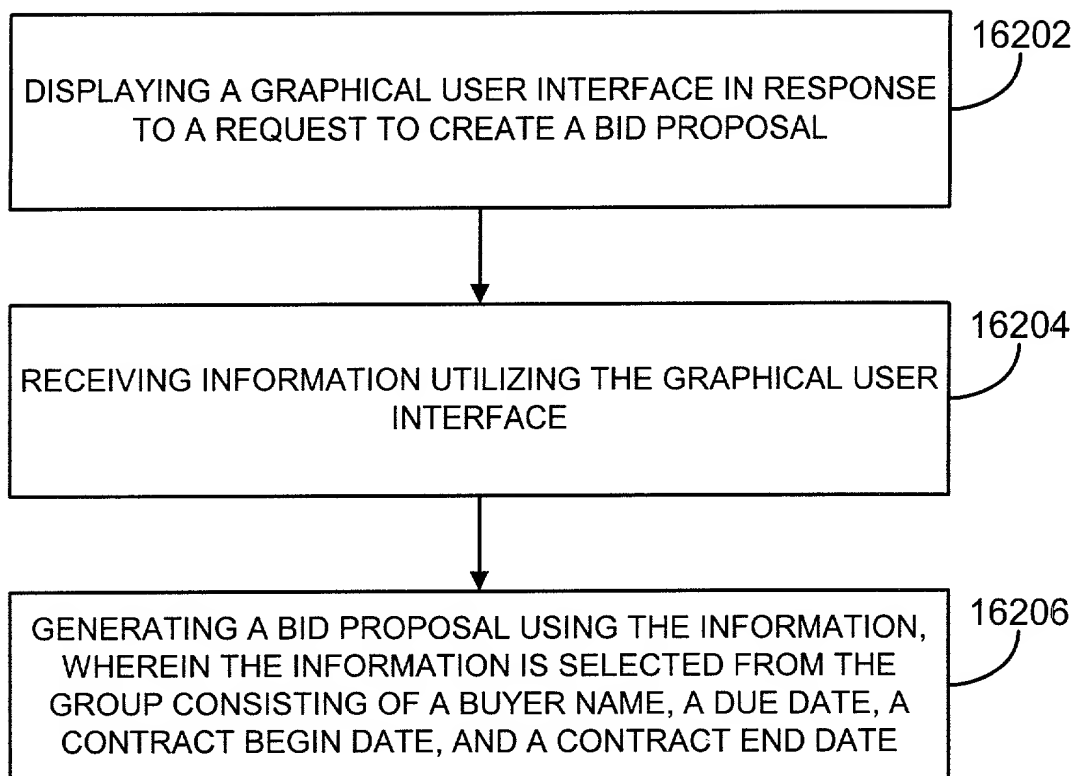 16202
DISPLAYING A GRAPHICAL USER INTERFACE IN RESPONSE
TO A REQUEST TO CREATE A BID PROPOSAL
16204
RECEIVING INFORMATION UTILIZING THE GRAPHICAL USER
INTERFACE
16206
GENERATING A BID PROPOSAL USING THE INFORMATION,
WHEREIN THE INFORMATION IS SELECTED FROM THE
GROUP CONSISTING OF A BUYER NAME, A DUE DATE, A
CONTRACT BEGIN DATE, AND A CONTRACT END DATE